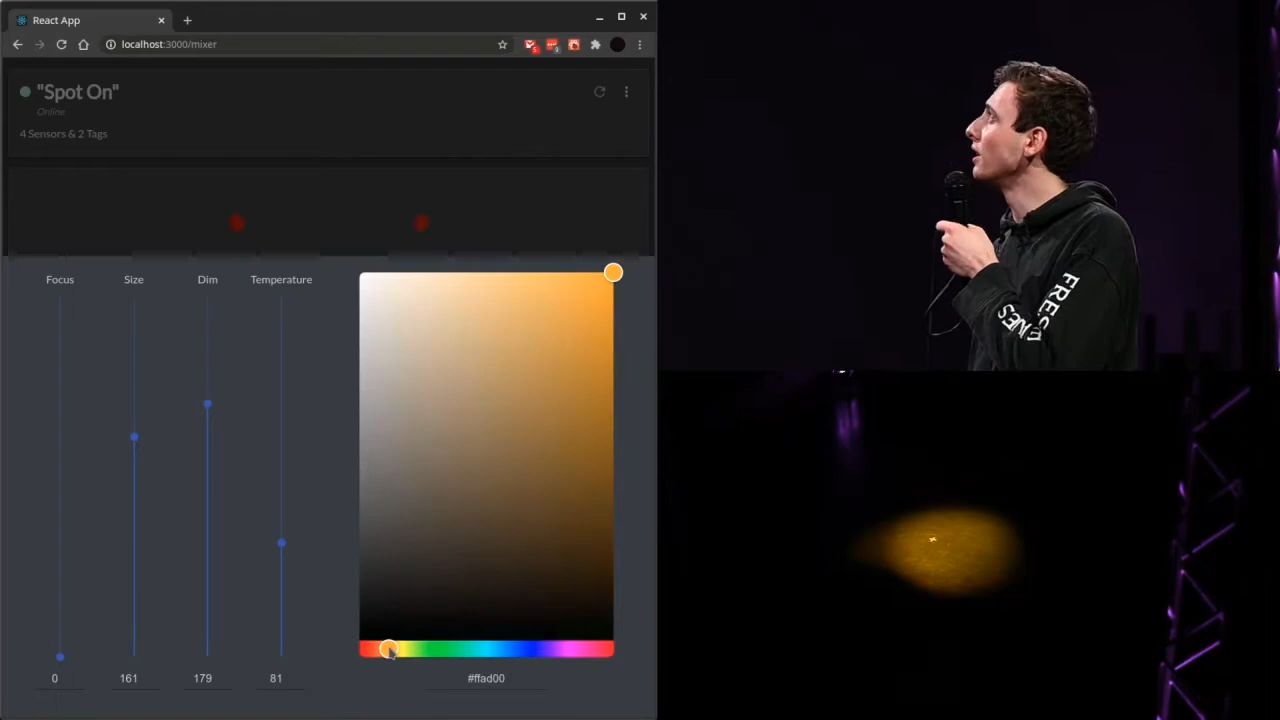 React App
localhost:3000/mixer
"Spot On"
Online
4 Sensors & 2 Tags
Focus
Size
Dim
Temperature
0
161
179
81
#ffad00